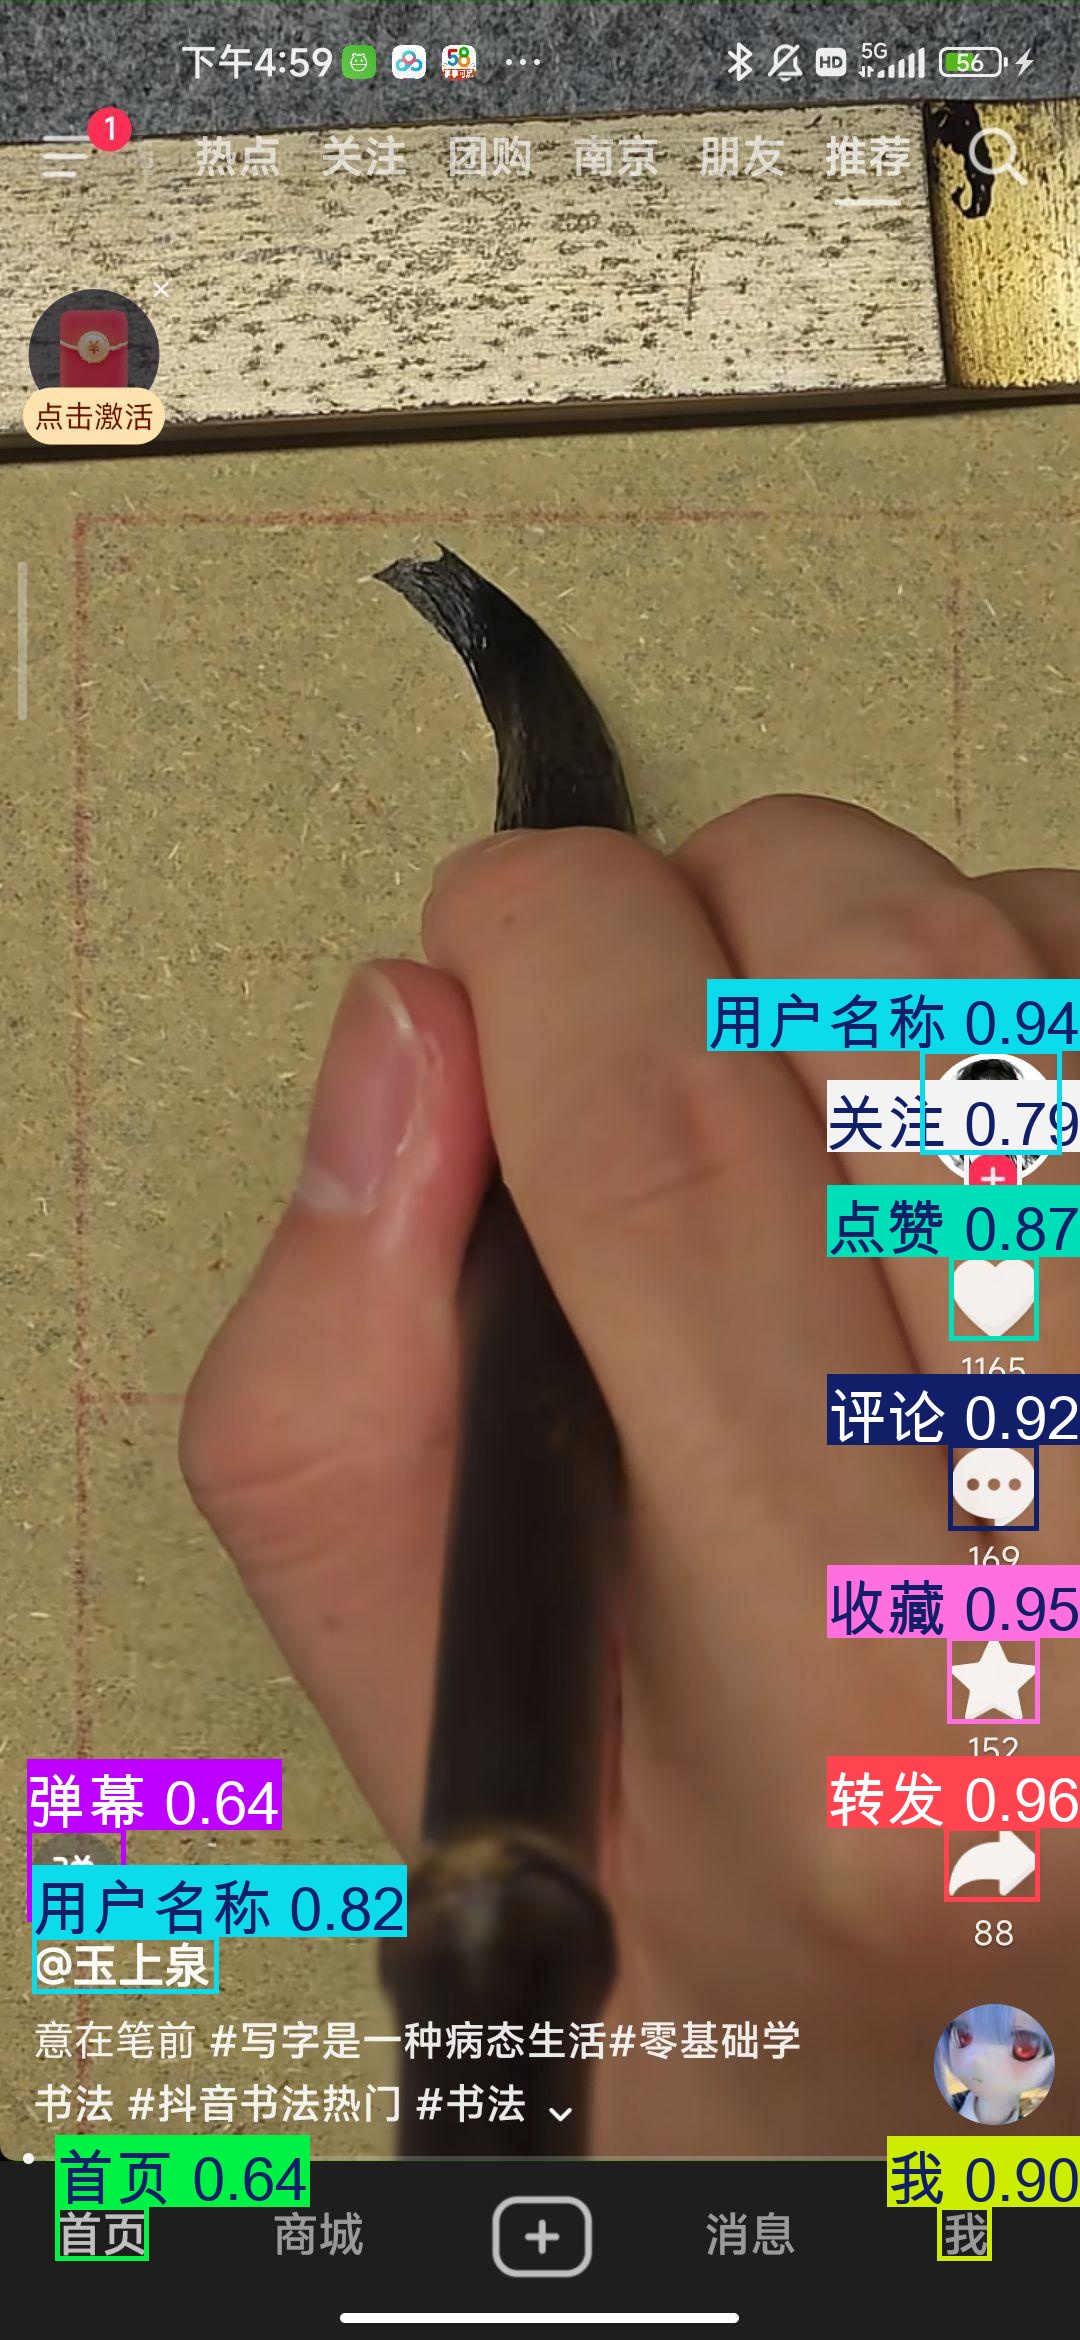 下午4:59
58
HD
5G
56
1
热点 关注 团购 南京 朋友 推荐
点击激活
用户名称 0.94
关注 0.79
点赞 0.87
1165
评论 0.92
169
收藏 0.95
152
弹幕 0.64
转发 0.96
用户名称 0.82
88
@玉上泉
意在笔前 #写字是一种病态生活#零基础学
书法 #抖音书法热门 #书法
首页 0.64
我 0.90
首页 商城 消息 我